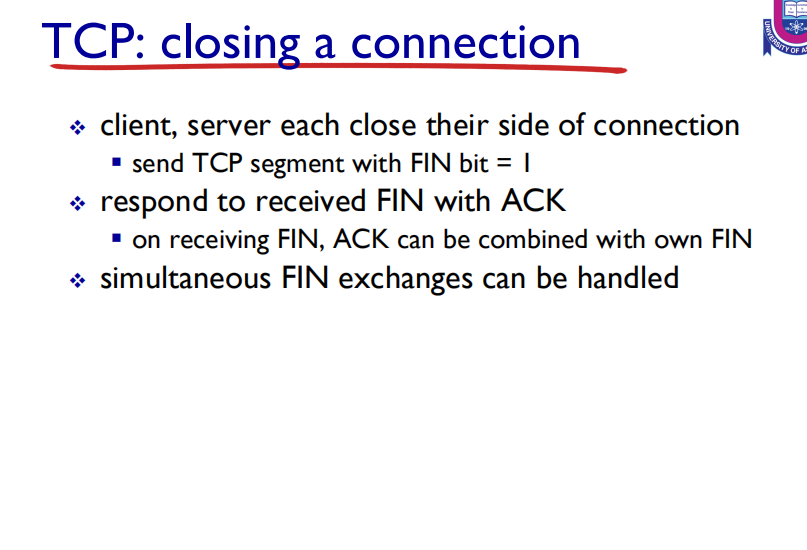 TCP: closing a connection
UNIVERSITY OF
client, server each close their side of connection
send TCP segment with FIN bit = 1
respond to received FIN with ACK
on receiving FIN, ACK can be combined with own FIN
simultaneous FIN exchanges can be handled